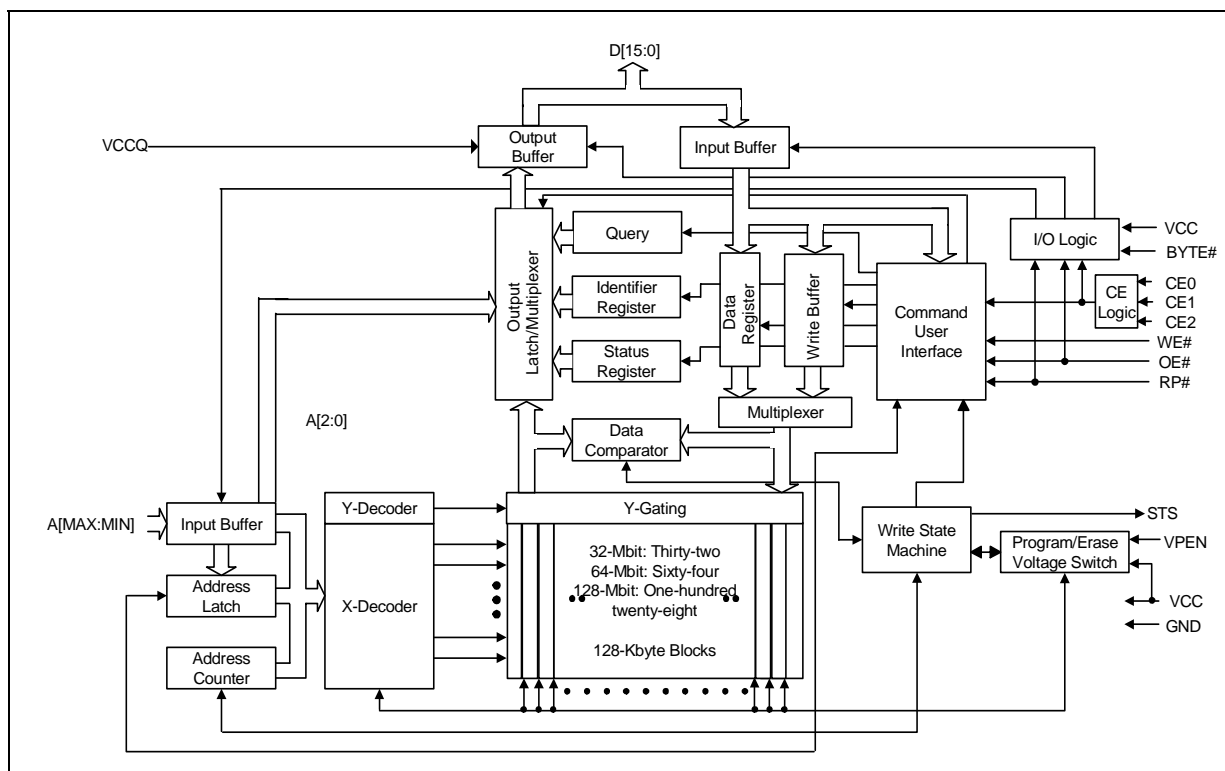 D[15:0]
VCCQ
Output
Buffer
Input Buffer
Output
Latch/Multiplexer
Query
Identifier
Register
Status
Register
Data
Register
Write Buffer
Command
User
Interface
I/O Logic
VCC
BYTE#
CE
Logic
CE0
CE1
CE2
WE#
OE#
RP#
Multiplexer
Data
Comparator
A[2:0]
A[MAX:MIN]
Input Buffer
Address
Latch
Address
Counter
Y-Decoder
X-Decoder
Y-Gating
32-Mbit: Thirty-two
64-Mbit: Sixty-four
128-Mbit: One-hundred
twenty-eight
128-Kbyte Blocks
Write State
Machine
Program/Erase
Voltage Switch
STS
VPEN
VCC
GND